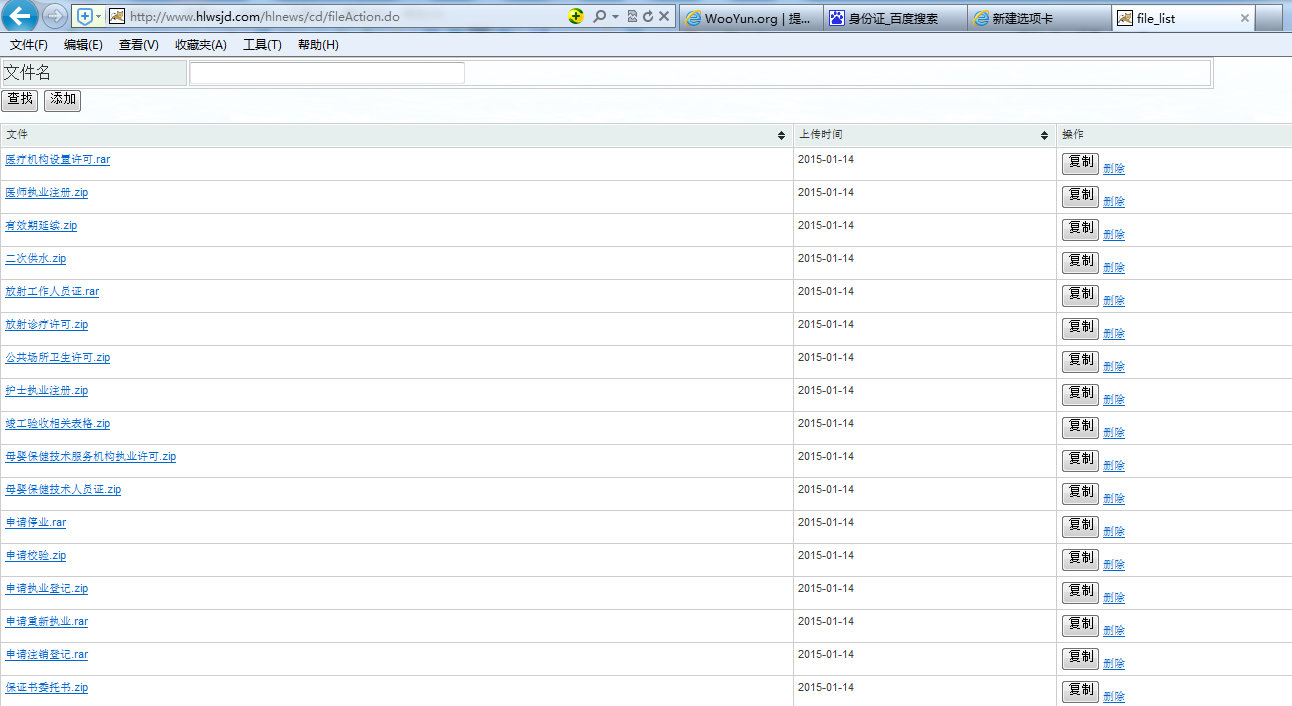 http://www.hlwsjd.com/hlnews/cd/fileAction.do WooYun.org | 提... 身份证_百度搜索 新建选项卡 file_list
文件(F) 编辑(E) 查看(V) 收藏夹(A) 工具(T) 帮助(H)
文件名
查找 添加
文件 上传时间 操作
医疗机构设置许可.rar 2015-01-14 复制 删除
医师执业注册.zip 2015-01-14 复制 删除
有效期延续.zip 2015-01-14 复制 删除
二次供水.zip 2015-01-14 复制 删除
放射工作人员证.rar 2015-01-14 复制 删除
放射诊疗许可.zip 2015-01-14 复制 删除
公共场所卫生许可.zip 2015-01-14 复制 删除
护士执业注册.zip 2015-01-14 复制 删除
竣工验收相关表格.zip 2015-01-14 复制 删除
母婴保健技术服务机构执业许可.zip 2015-01-14 复制 删除
母婴保健技术人员证.zip 2015-01-14 复制 删除
申请停业.rar 2015-01-14 复制 删除
申请校验.zip 2015-01-14 复制 删除
申请执业登记.zip 2015-01-14 复制 删除
申请重新执业.rar 2015-01-14 复制 删除
申请注销登记.rar 2015-01-14 复制 删除
保证书委托书.zip 2015-01-14 复制 删除